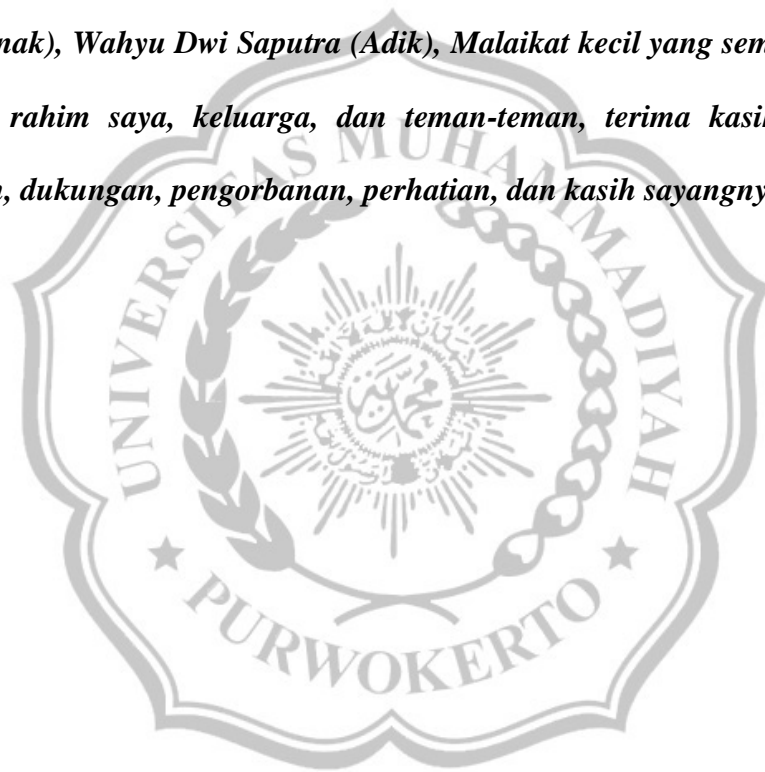 nak), Wahyu Dwi Saputra (Adik), Malaikat kecil yang sem
rahim saya, keluarga, dan teman-teman, terima kasih
, dukungan, pengorbanan, perhatian, dan kasih sayangny
UNIVERSITAS MUHAMMADIYAH
PURWOKERTO